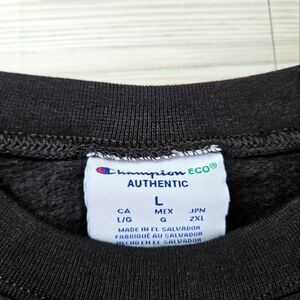 Champion ECO®
AUTHENTIC
L
CA MEX JPN
L/G G 2XL
MADE IN EL SALVADOR
FABRIQUÉ AU SALVADOR
HECHO EN EL SALVADOR